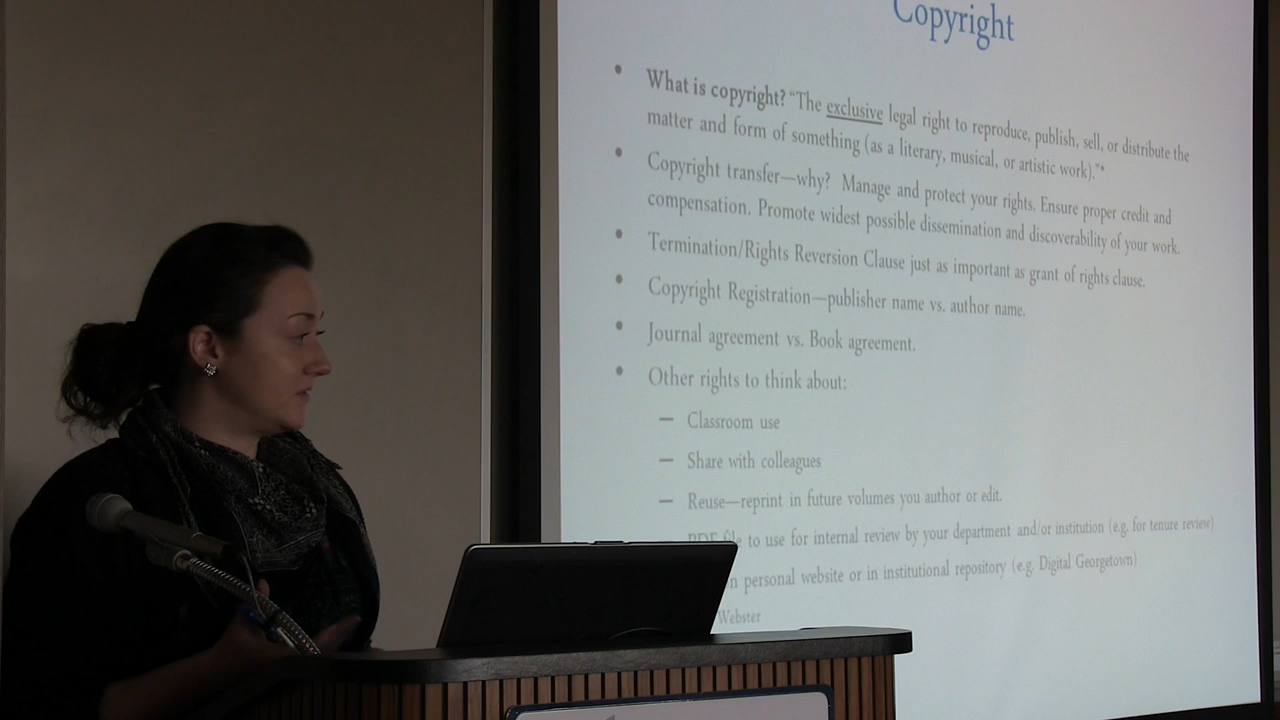 Copyright
• What is copyright? “The exclusive legal right to reproduce, publish, sell, or distribute the
matter and form of something (as a literary, musical, or artistic work).”*
• Copyright transfer—why? Manage and protect your rights. Ensure proper credit and
compensation. Promote widest possible dissemination and discoverability of your work.
• Termination/Rights Reversion Clause just as important as grant of rights clause.
• Copyright Registration—publisher name vs. author name.
• Journal agreement vs. Book agreement.
• Other rights to think about:
— Classroom use
— Share with colleagues
— Reuse—reprint in future volumes you author or edit.
PDF file to use for internal review by your department and/or institution (e.g. for tenure review)
personal website or in institutional repository (e.g. Digital Georgetown)
Webster